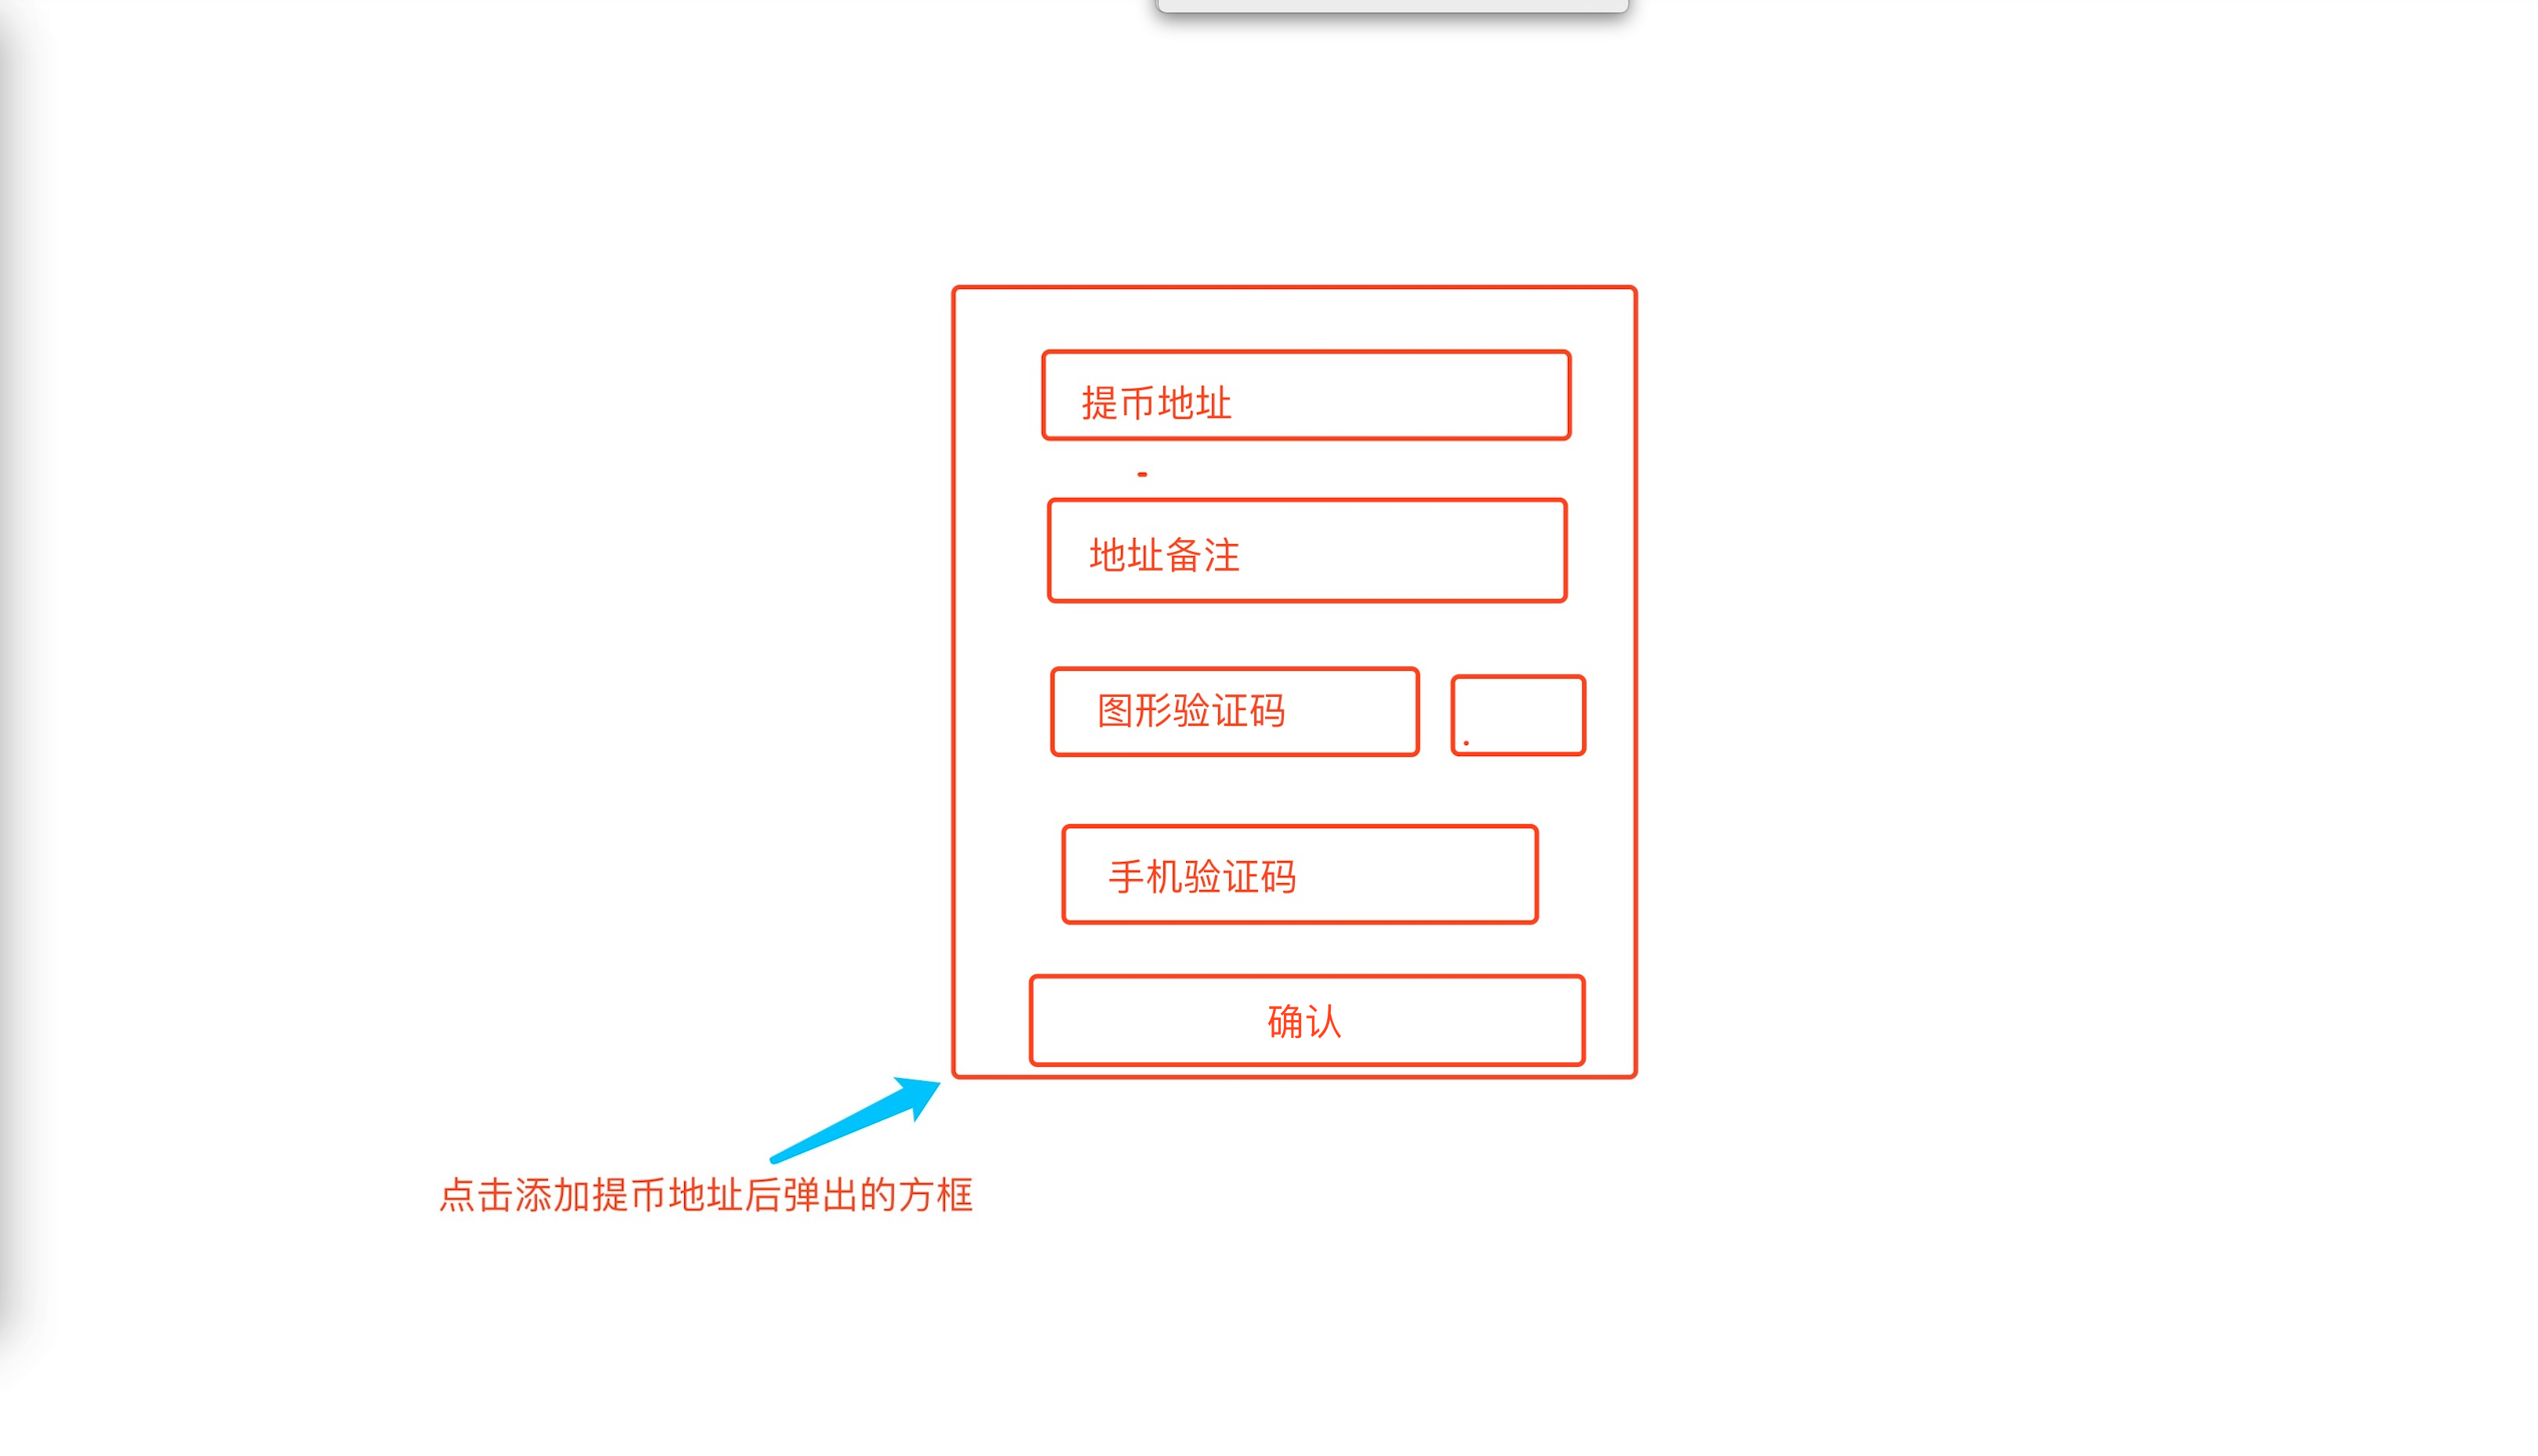 提币地址
地址备注
图形验证码
手机验证码
确认
点击添加提币地址后弹出的方框